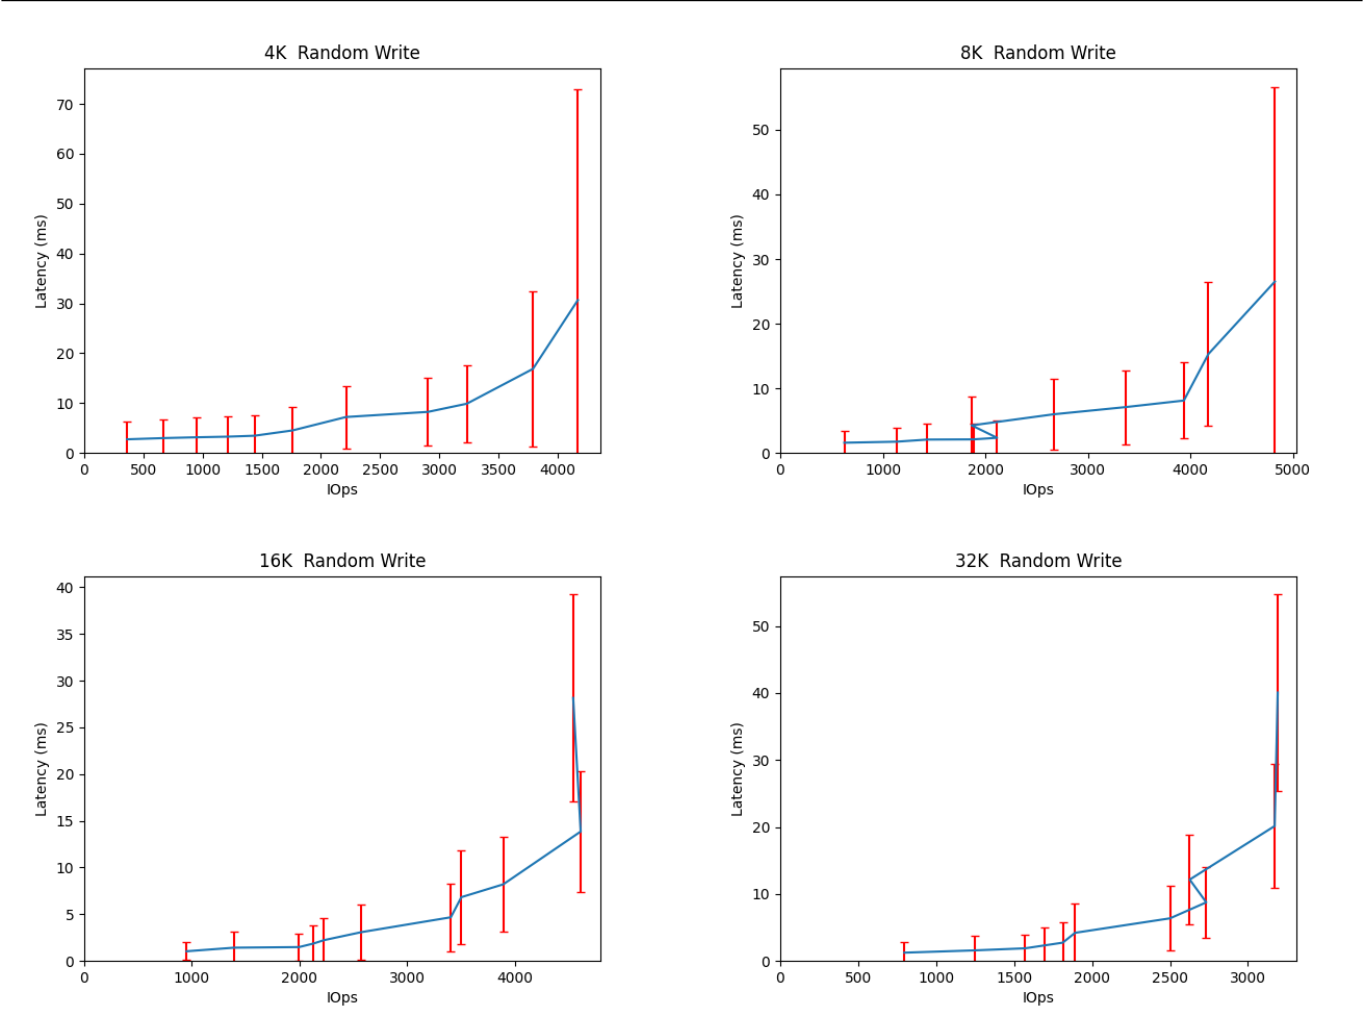 4K  Random Write
70
60
50
40
30
20
10
0
Latency (ms)
0 500 1000 1500 2000 2500 3000 3500 4000
IOps
8K  Random Write
50
40
30
20
10
0
Latency (ms)
0 1000 2000 3000 4000 5000
IOps
16K  Random Write
40
35
30
25
20
15
10
5
0
Latency (ms)
0 1000 2000 3000 4000
IOps
32K  Random Write
50
40
30
20
10
0
Latency (ms)
0 500 1000 1500 2000 2500 3000
IOps